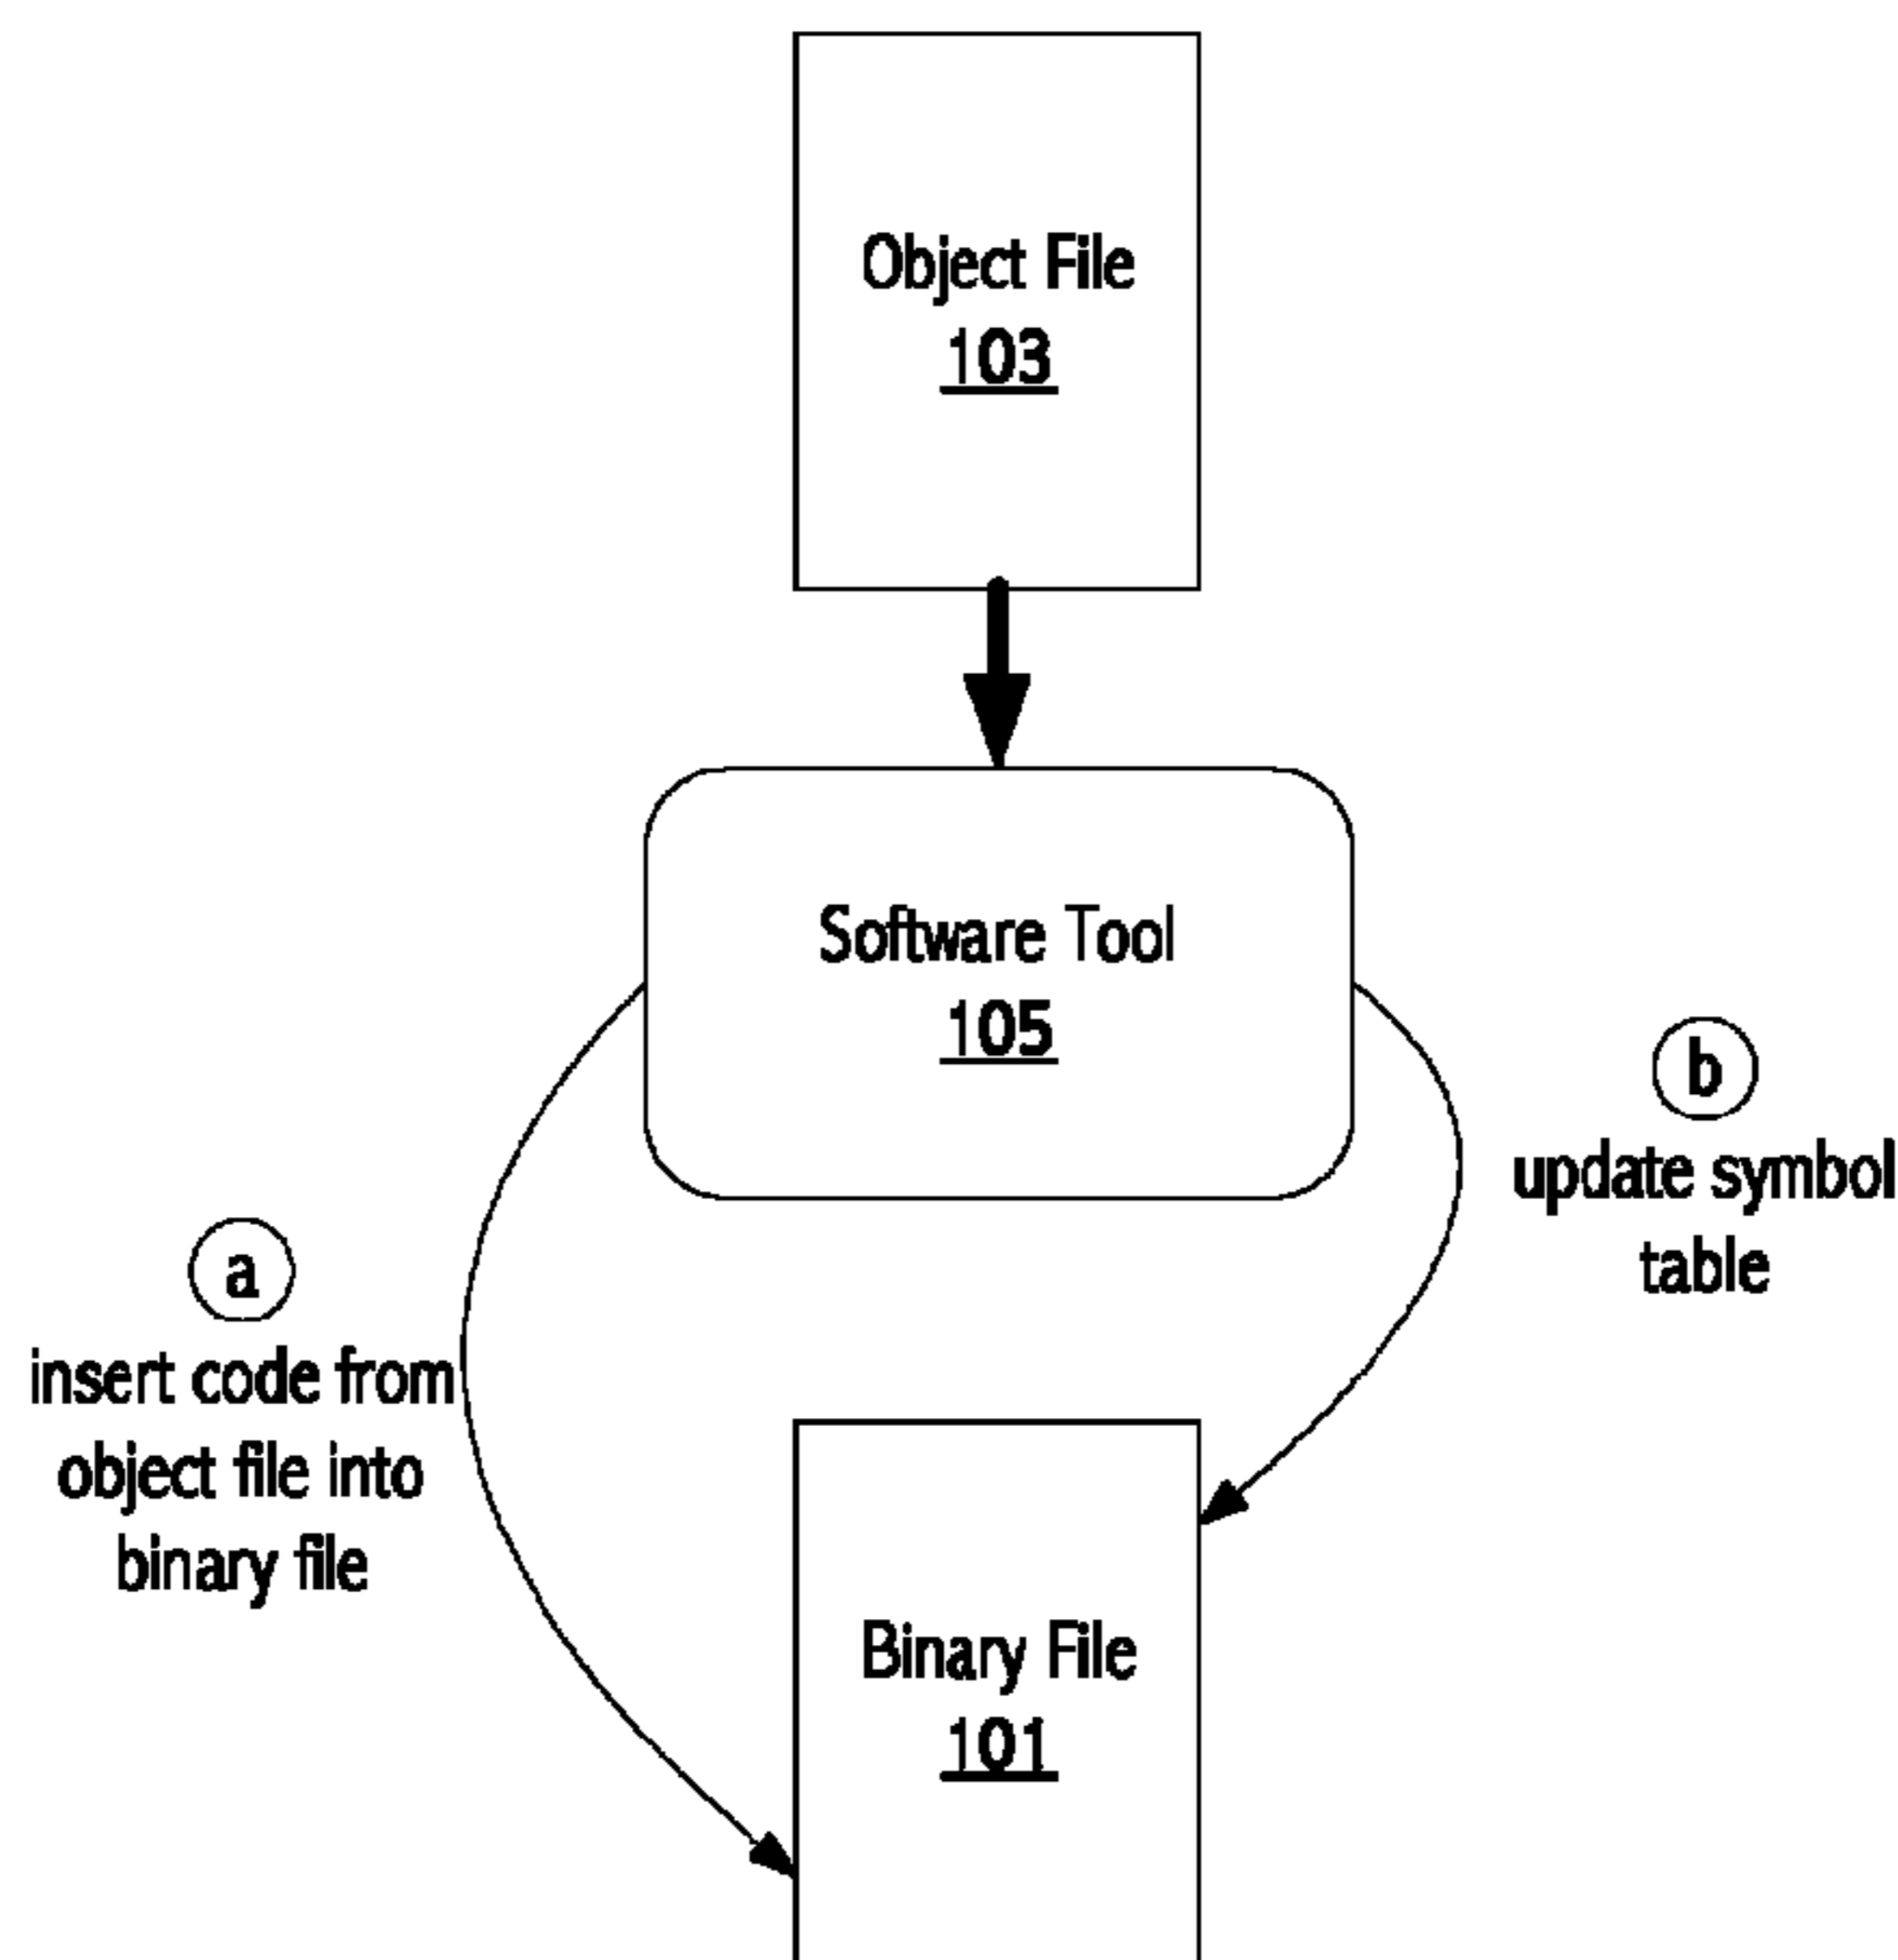 Object File
103
Software Tool
105
b
update symbol
table
a
insert code from
object file into
binary file
Binary File
101